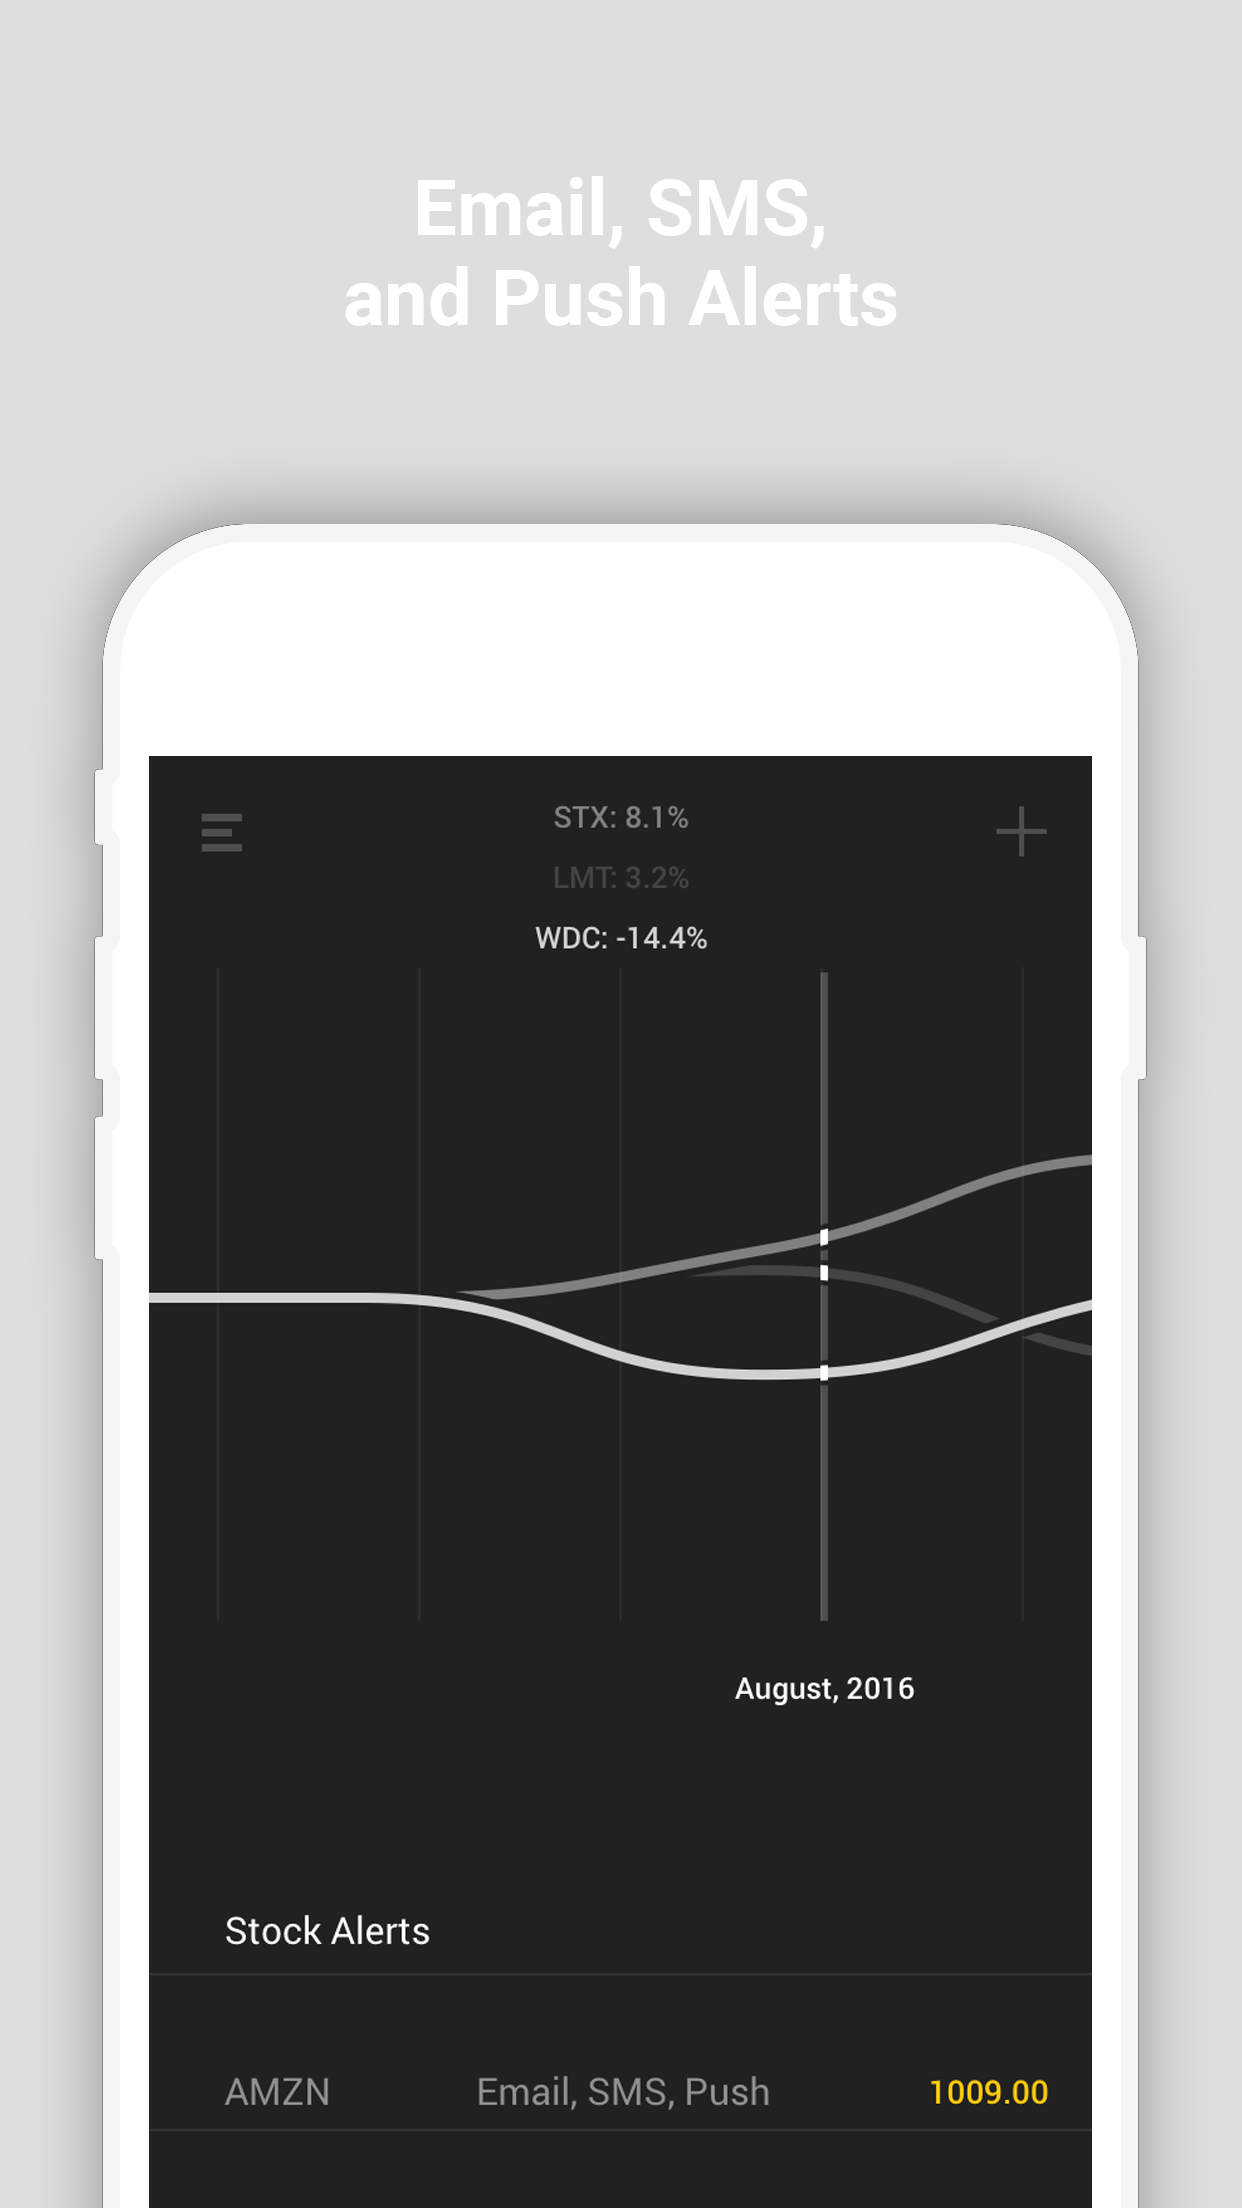 Email, SMS,
and Push Alerts
STX: 8.1%
LMT: 3.2%
WDC: -14.4%
August, 2016
Stock Alerts
AMZN Email, SMS, Push 1009.00